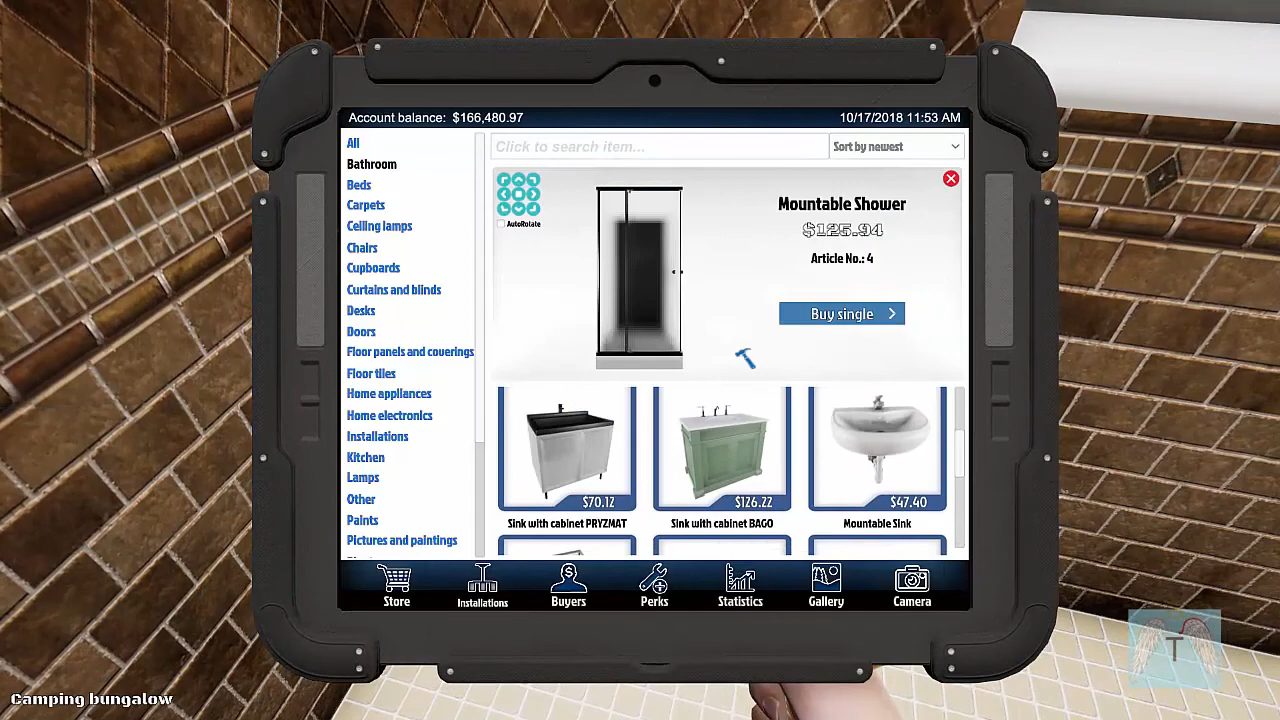 Account balance: $166,480.97
10/17/2018 11:53 AM
All
Bathroom
Beds
Carpets
Ceiling lamps
Chairs
Cupboards
Curtains and blinds
Desks
Doors
Floor panels and coverings
Floor tiles
Home appliances
Home electronics
Installations
Kitchen
Lamps
Other
Paints
Pictures and paintings
Click to search item...
Sort by newest
AutoRotate
Mountable Shower
$125.94
Article No.: 4
Buy single
$70.12
$126.22
$47.40
Sink with cabinet PRYZMAT
Sink with cabinet BAGO
Mountable Sink
Store
Installations
Buyers
Perks
Statistics
Gallery
Camera
T
Camping bungalow